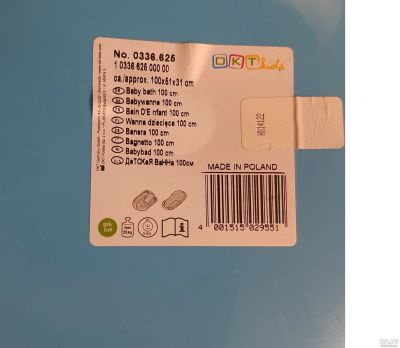 No. 0336.625
1 0336 625 000 00
ca./approx. 100x51x31 cm
Baby bath 100 cm
Babywanne 100 cm
Bain D'E nfant 100 cm
Wanna dziecięca 100 cm
Banera 100 cm
Bagnetto 100 cm
Babybad 100 cm
ДеТСКаЯ ВаННа 100см
OKT kids
MADE IN POLAND
4 001515 029551